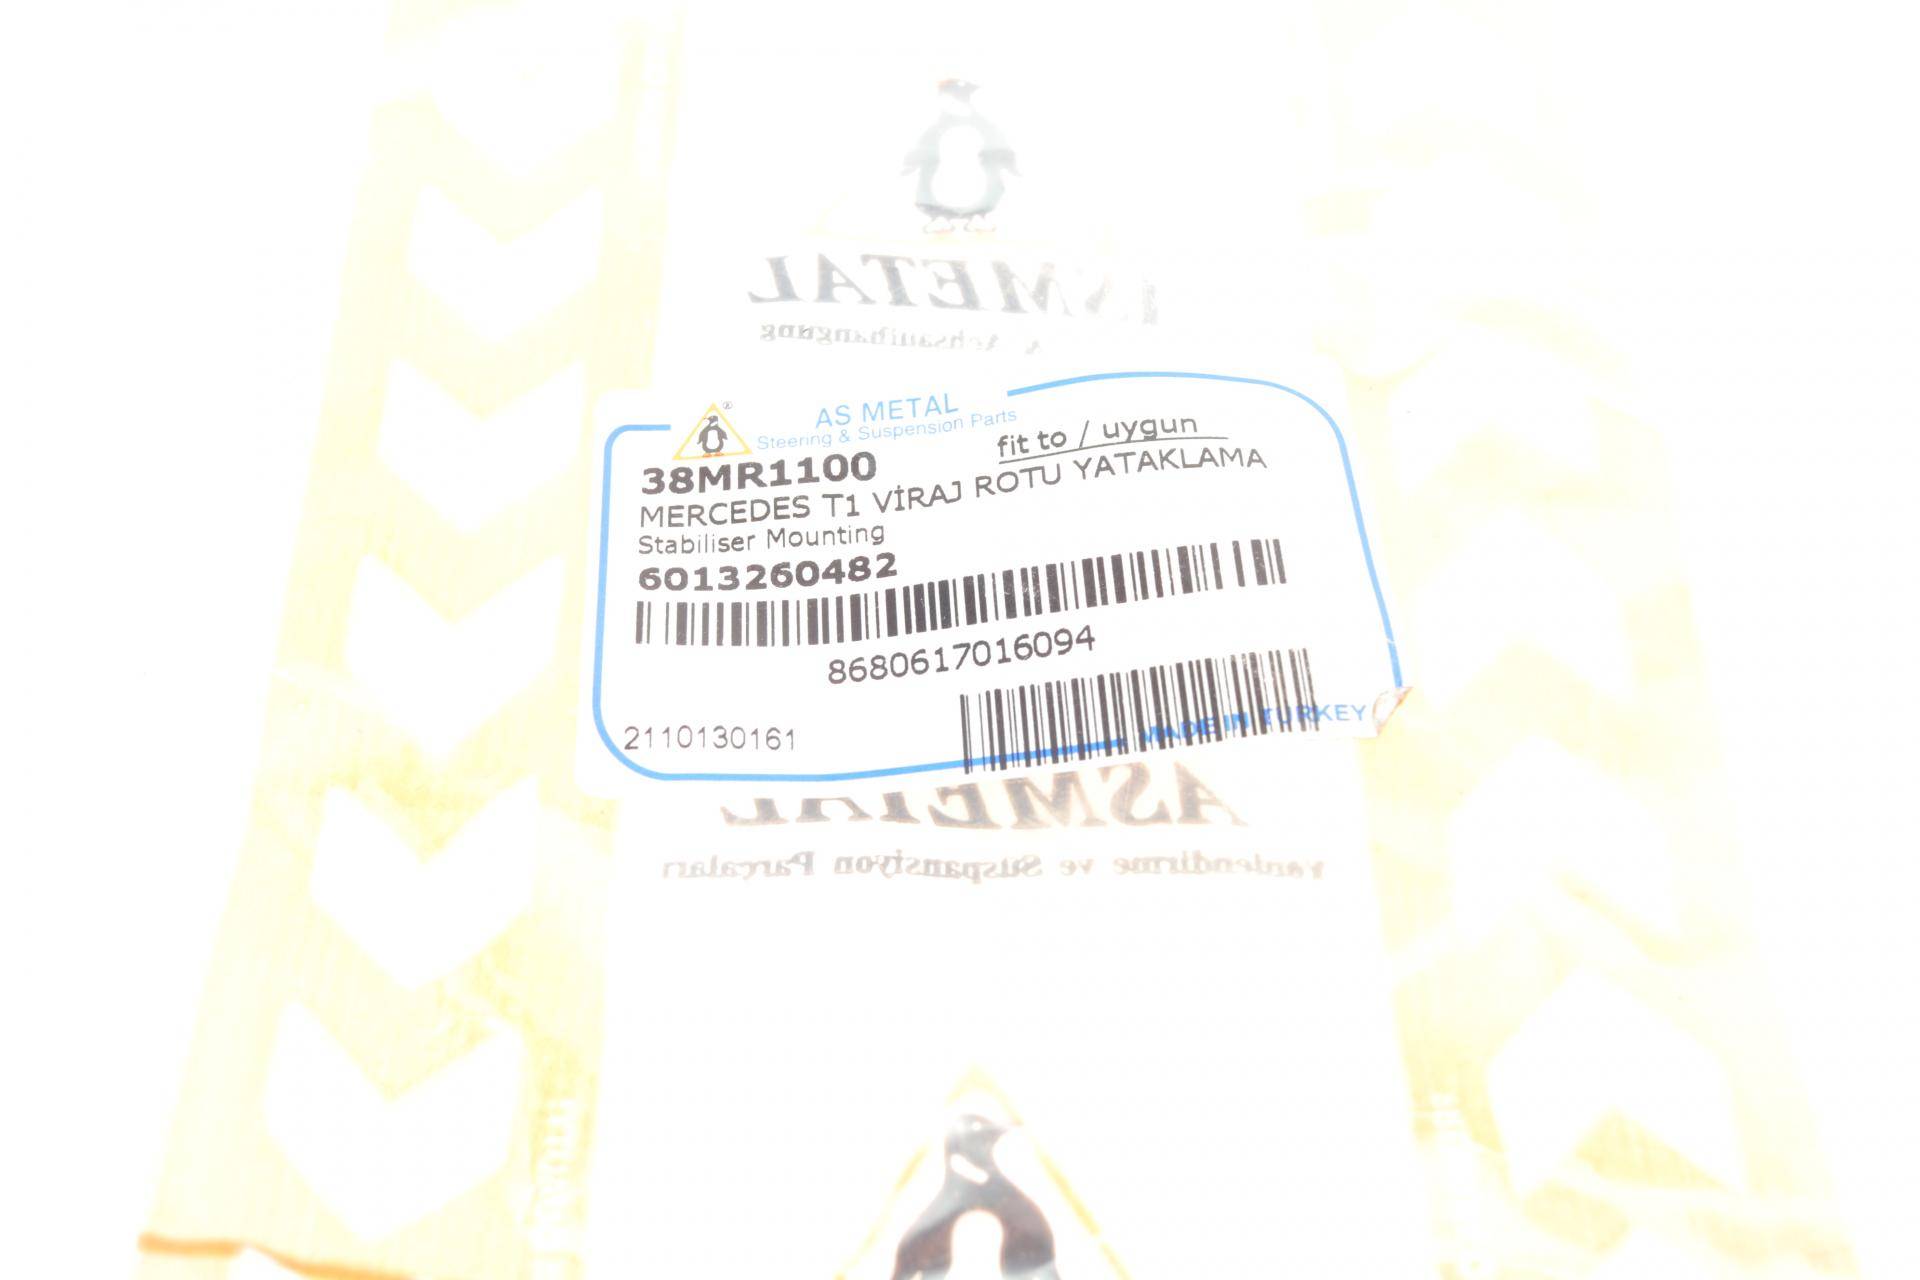 ASMETAL
Achsaufhängung
®
AS METAL
Steering & Suspension Parts
fit to / uygun
38MR1100
MERCEDES T1 VİRAJ ROTU YATAKLAMA
Stabiliser Mounting
6013260482
8680617016094
2110130161
MADE IN TURKEY
ASMETAL
Yönlendirme ve Süspansiyon Parçaları